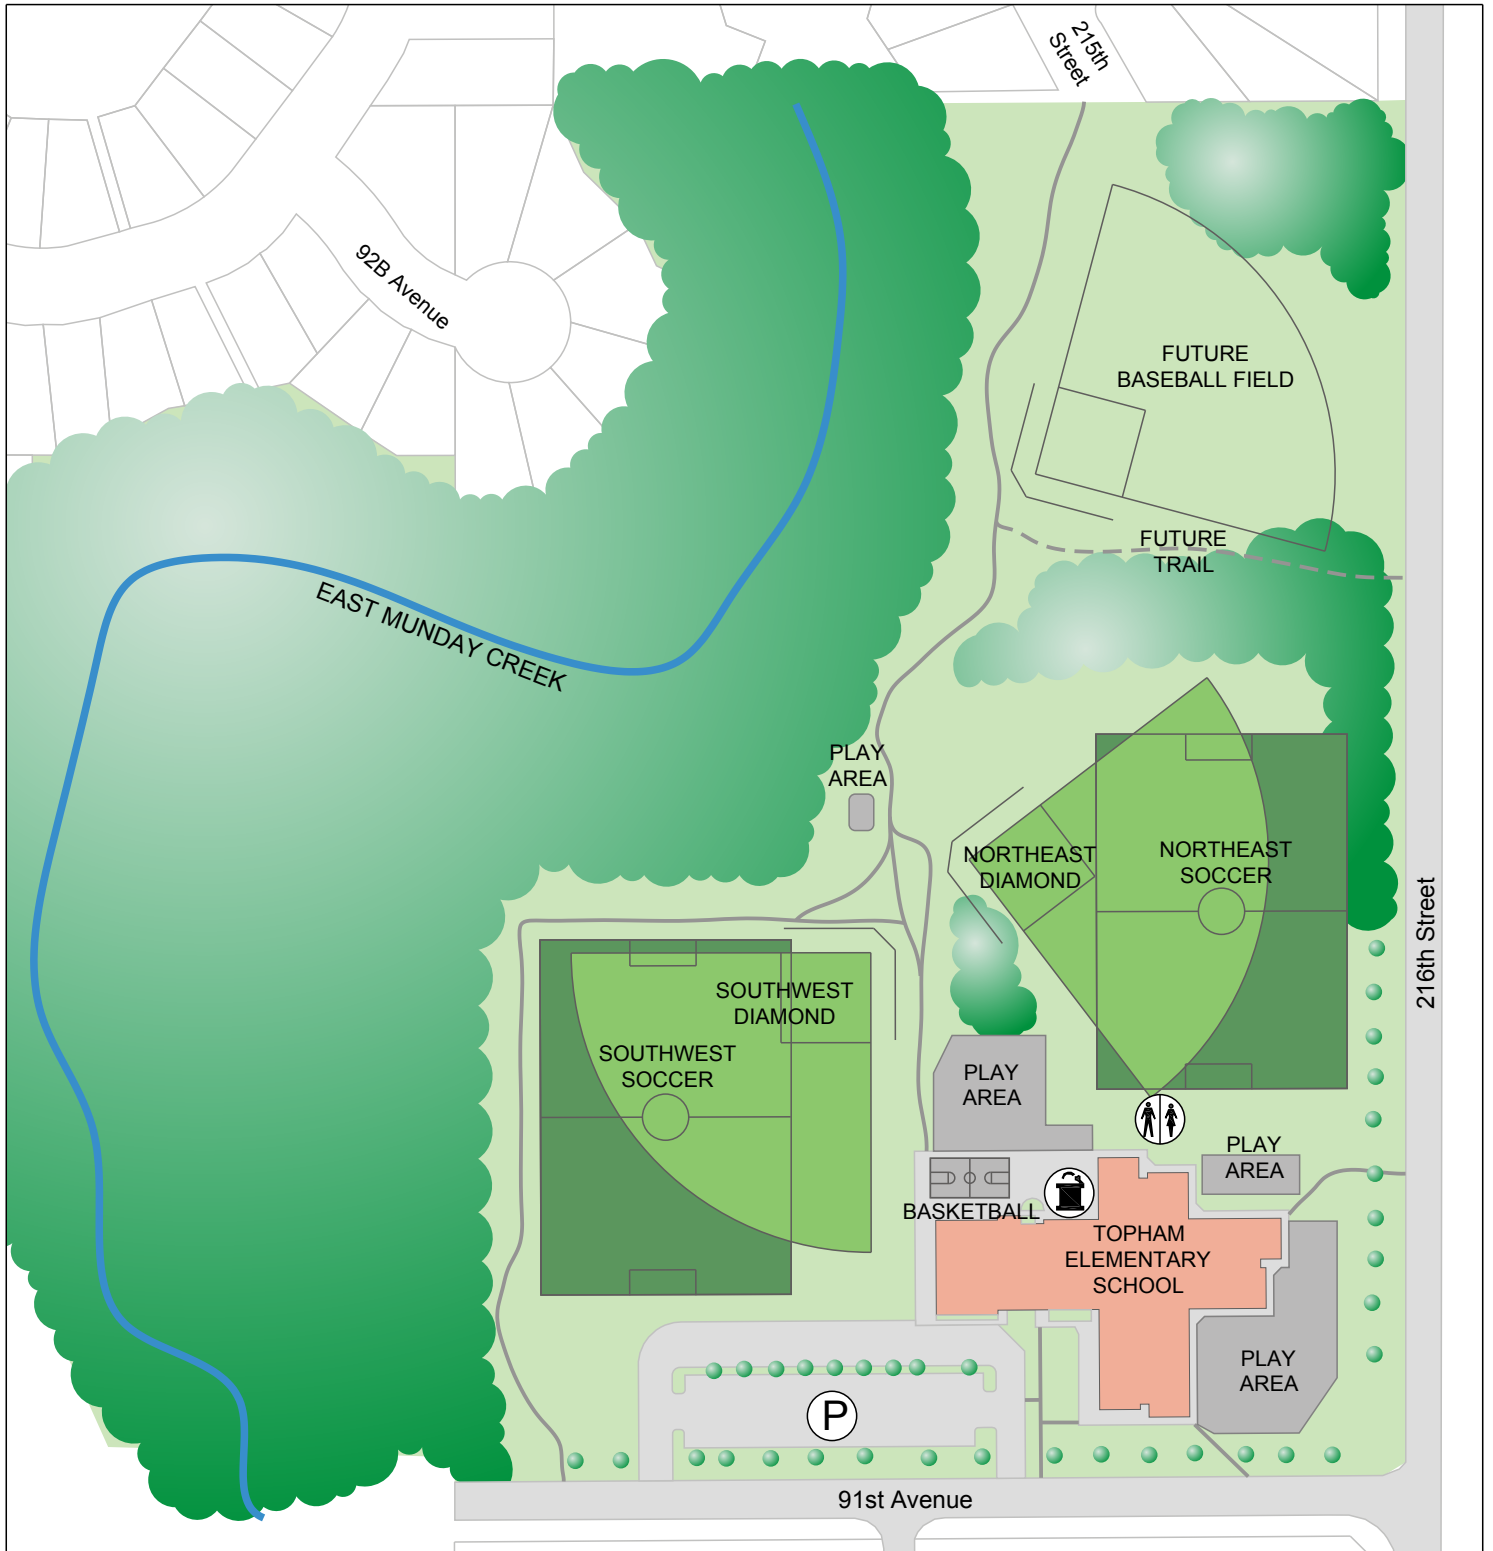 215th
Street
92B Avenue
FUTURE
BASEBALL FIELD
FUTURE
TRAIL
EAST MUNDAY CREEK
PLAY
AREA
NORTHEAST
DIAMOND
NORTHEAST
SOCCER
216th Street
SOUTHWEST
DIAMOND
SOUTHWEST
SOCCER
PLAY
AREA
PLAY
AREA
BASKETBALL
TOPHAM
ELEMENTARY
SCHOOL
PLAY
AREA
P
91st Avenue